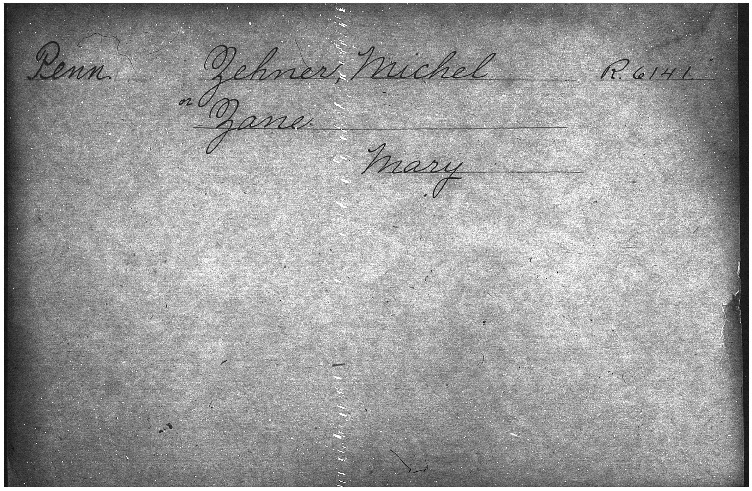 Penn. Zehner, Michel R. 6141
or Zane
Mary